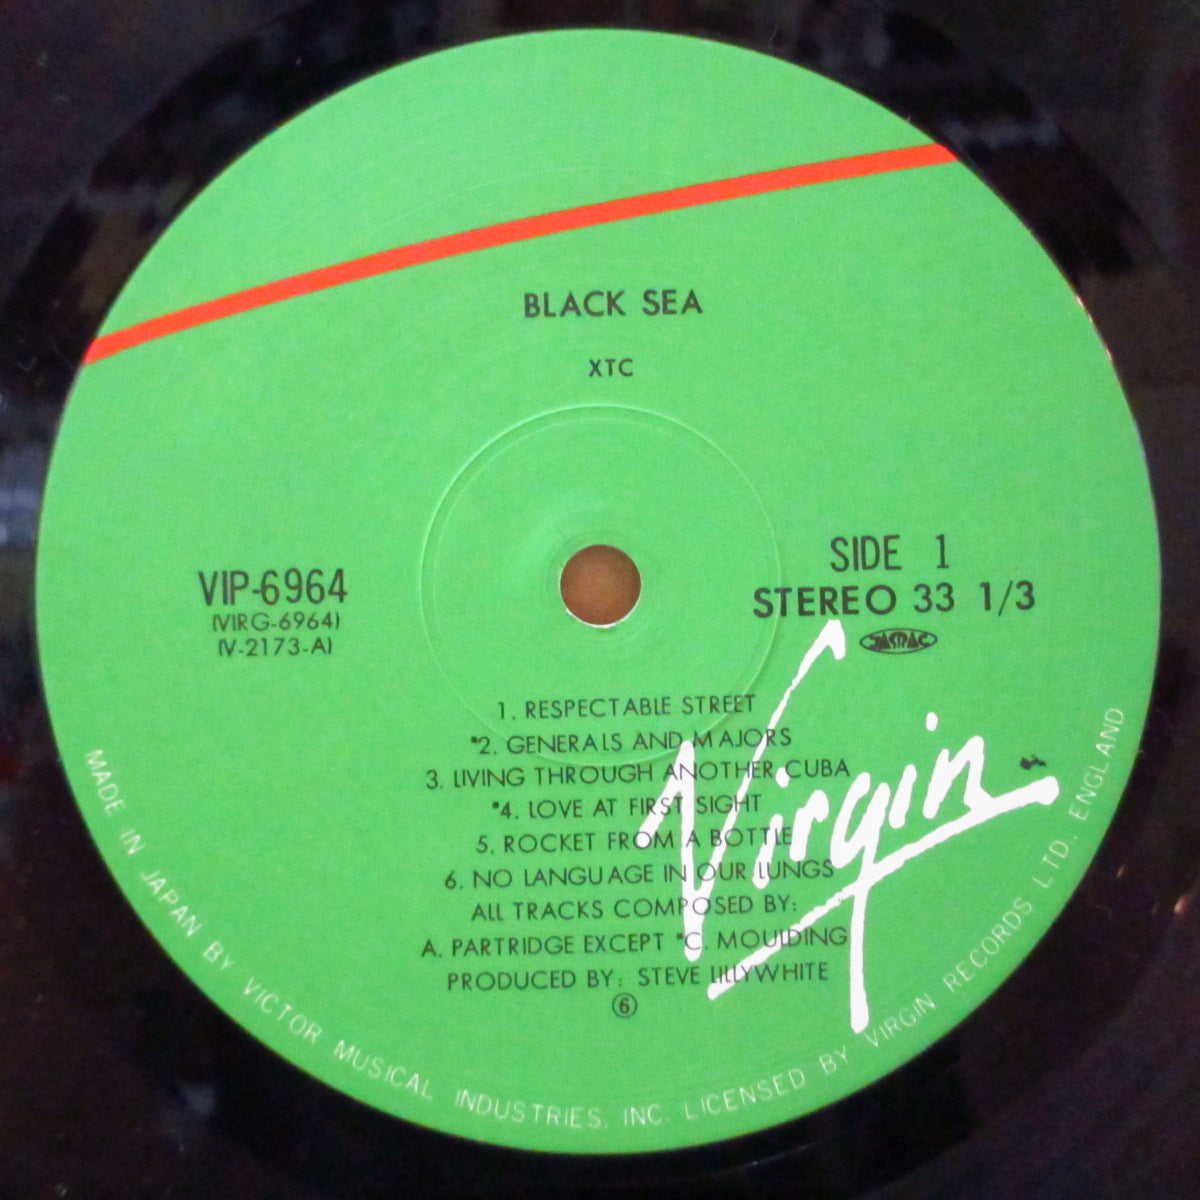 BLACK SEA
XTC
VIP-6964
(VIRG-6964)
(V-2173-A)
SIDE 1
STEREO 33 1/3
JASRAC
1. RESPECTABLE STREET
*2. GENERALS AND MAJORS
3. LIVING THROUGH ANOTHER CUBA
*4. LOVE AT FIRST SIGHT
5. ROCKET FROM A BOTTLE
6. NO LANGUAGE IN OUR LUNGS
ALL TRACKS COMPOSED BY:
A. PARTRIDGE EXCEPT *C. MOULDING
PRODUCED BY: STEVE LILLYWHITE
⑥
Virgin
MADE IN JAPAN BY VICTOR MUSICAL INDUSTRIES, INC. LICENSED BY VIRGIN RECORDS LTD., ENGLAND